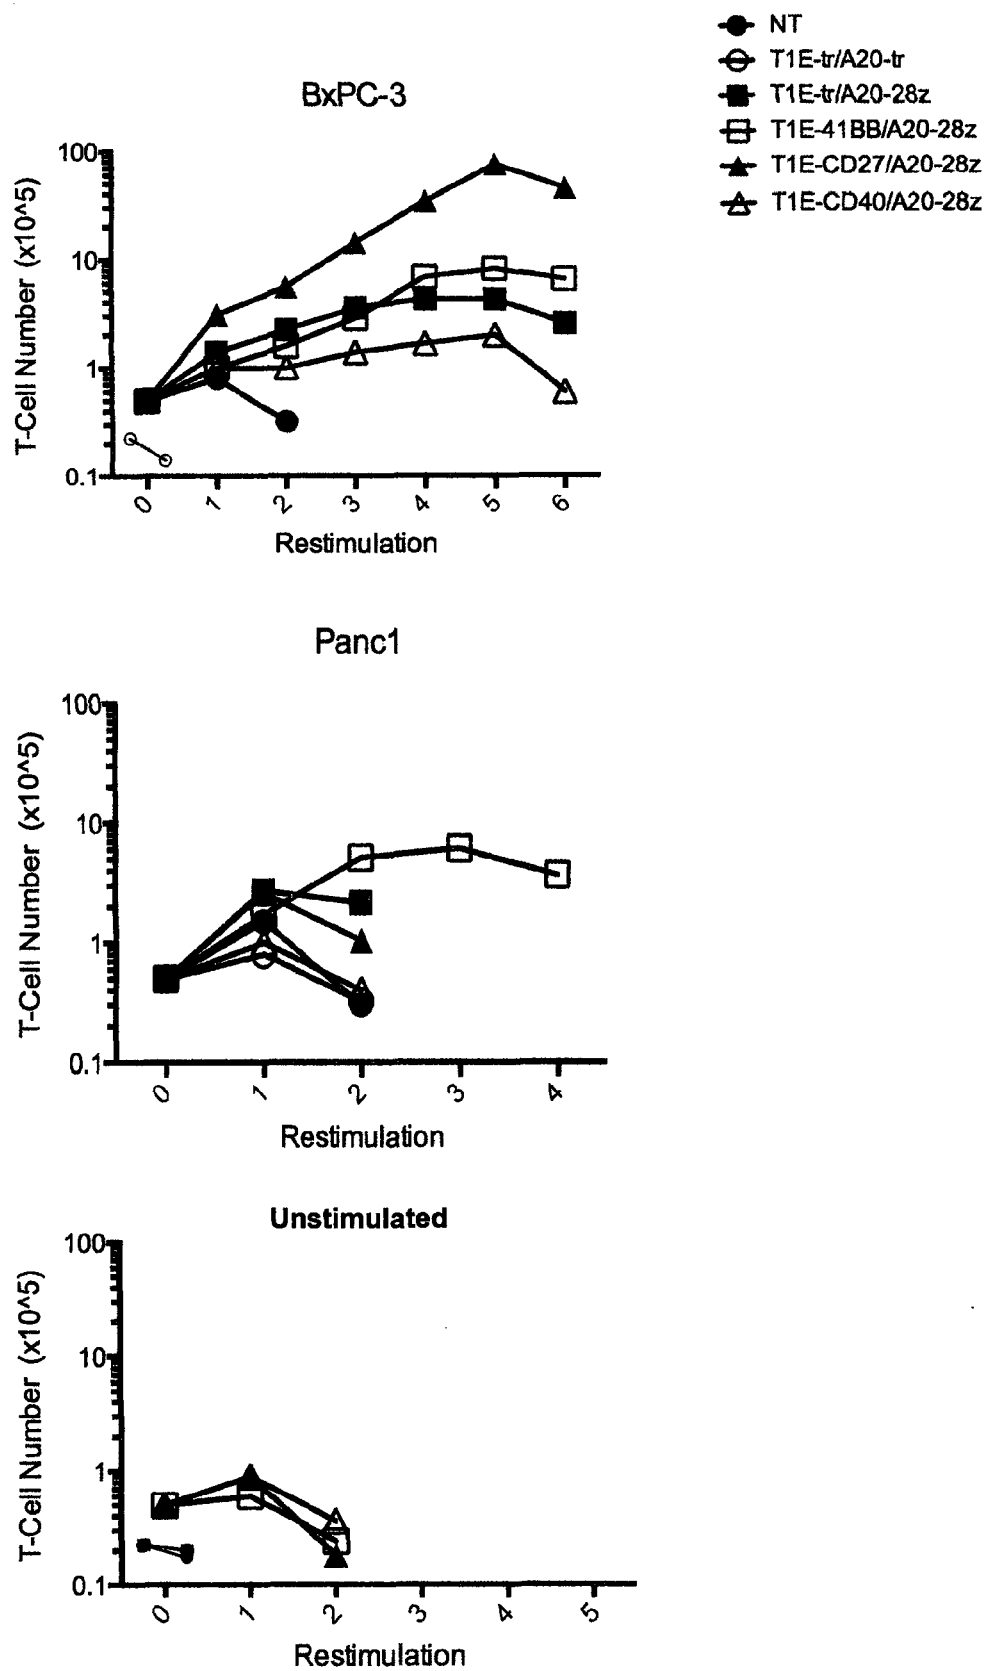 NT
T1E-tr/A20-tr
T1E-tr/A20-28z
T1E-41BB/A20-28z
T1E-CD27/A20-28z
T1E-CD40/A20-28z
BxPC-3
T-Cell Number (x10^5)
100
10
1
0.1
0 1 2 3 4 5 6
Restimulation
Panc1
T-Cell Number (x10^5)
100
10
1
0.1
0 1 2 3 4
Restimulation
Unstimulated
T-Cell Number (x10^5)
100
10
1
0.1
0 1 2 3 4 5
Restimulation